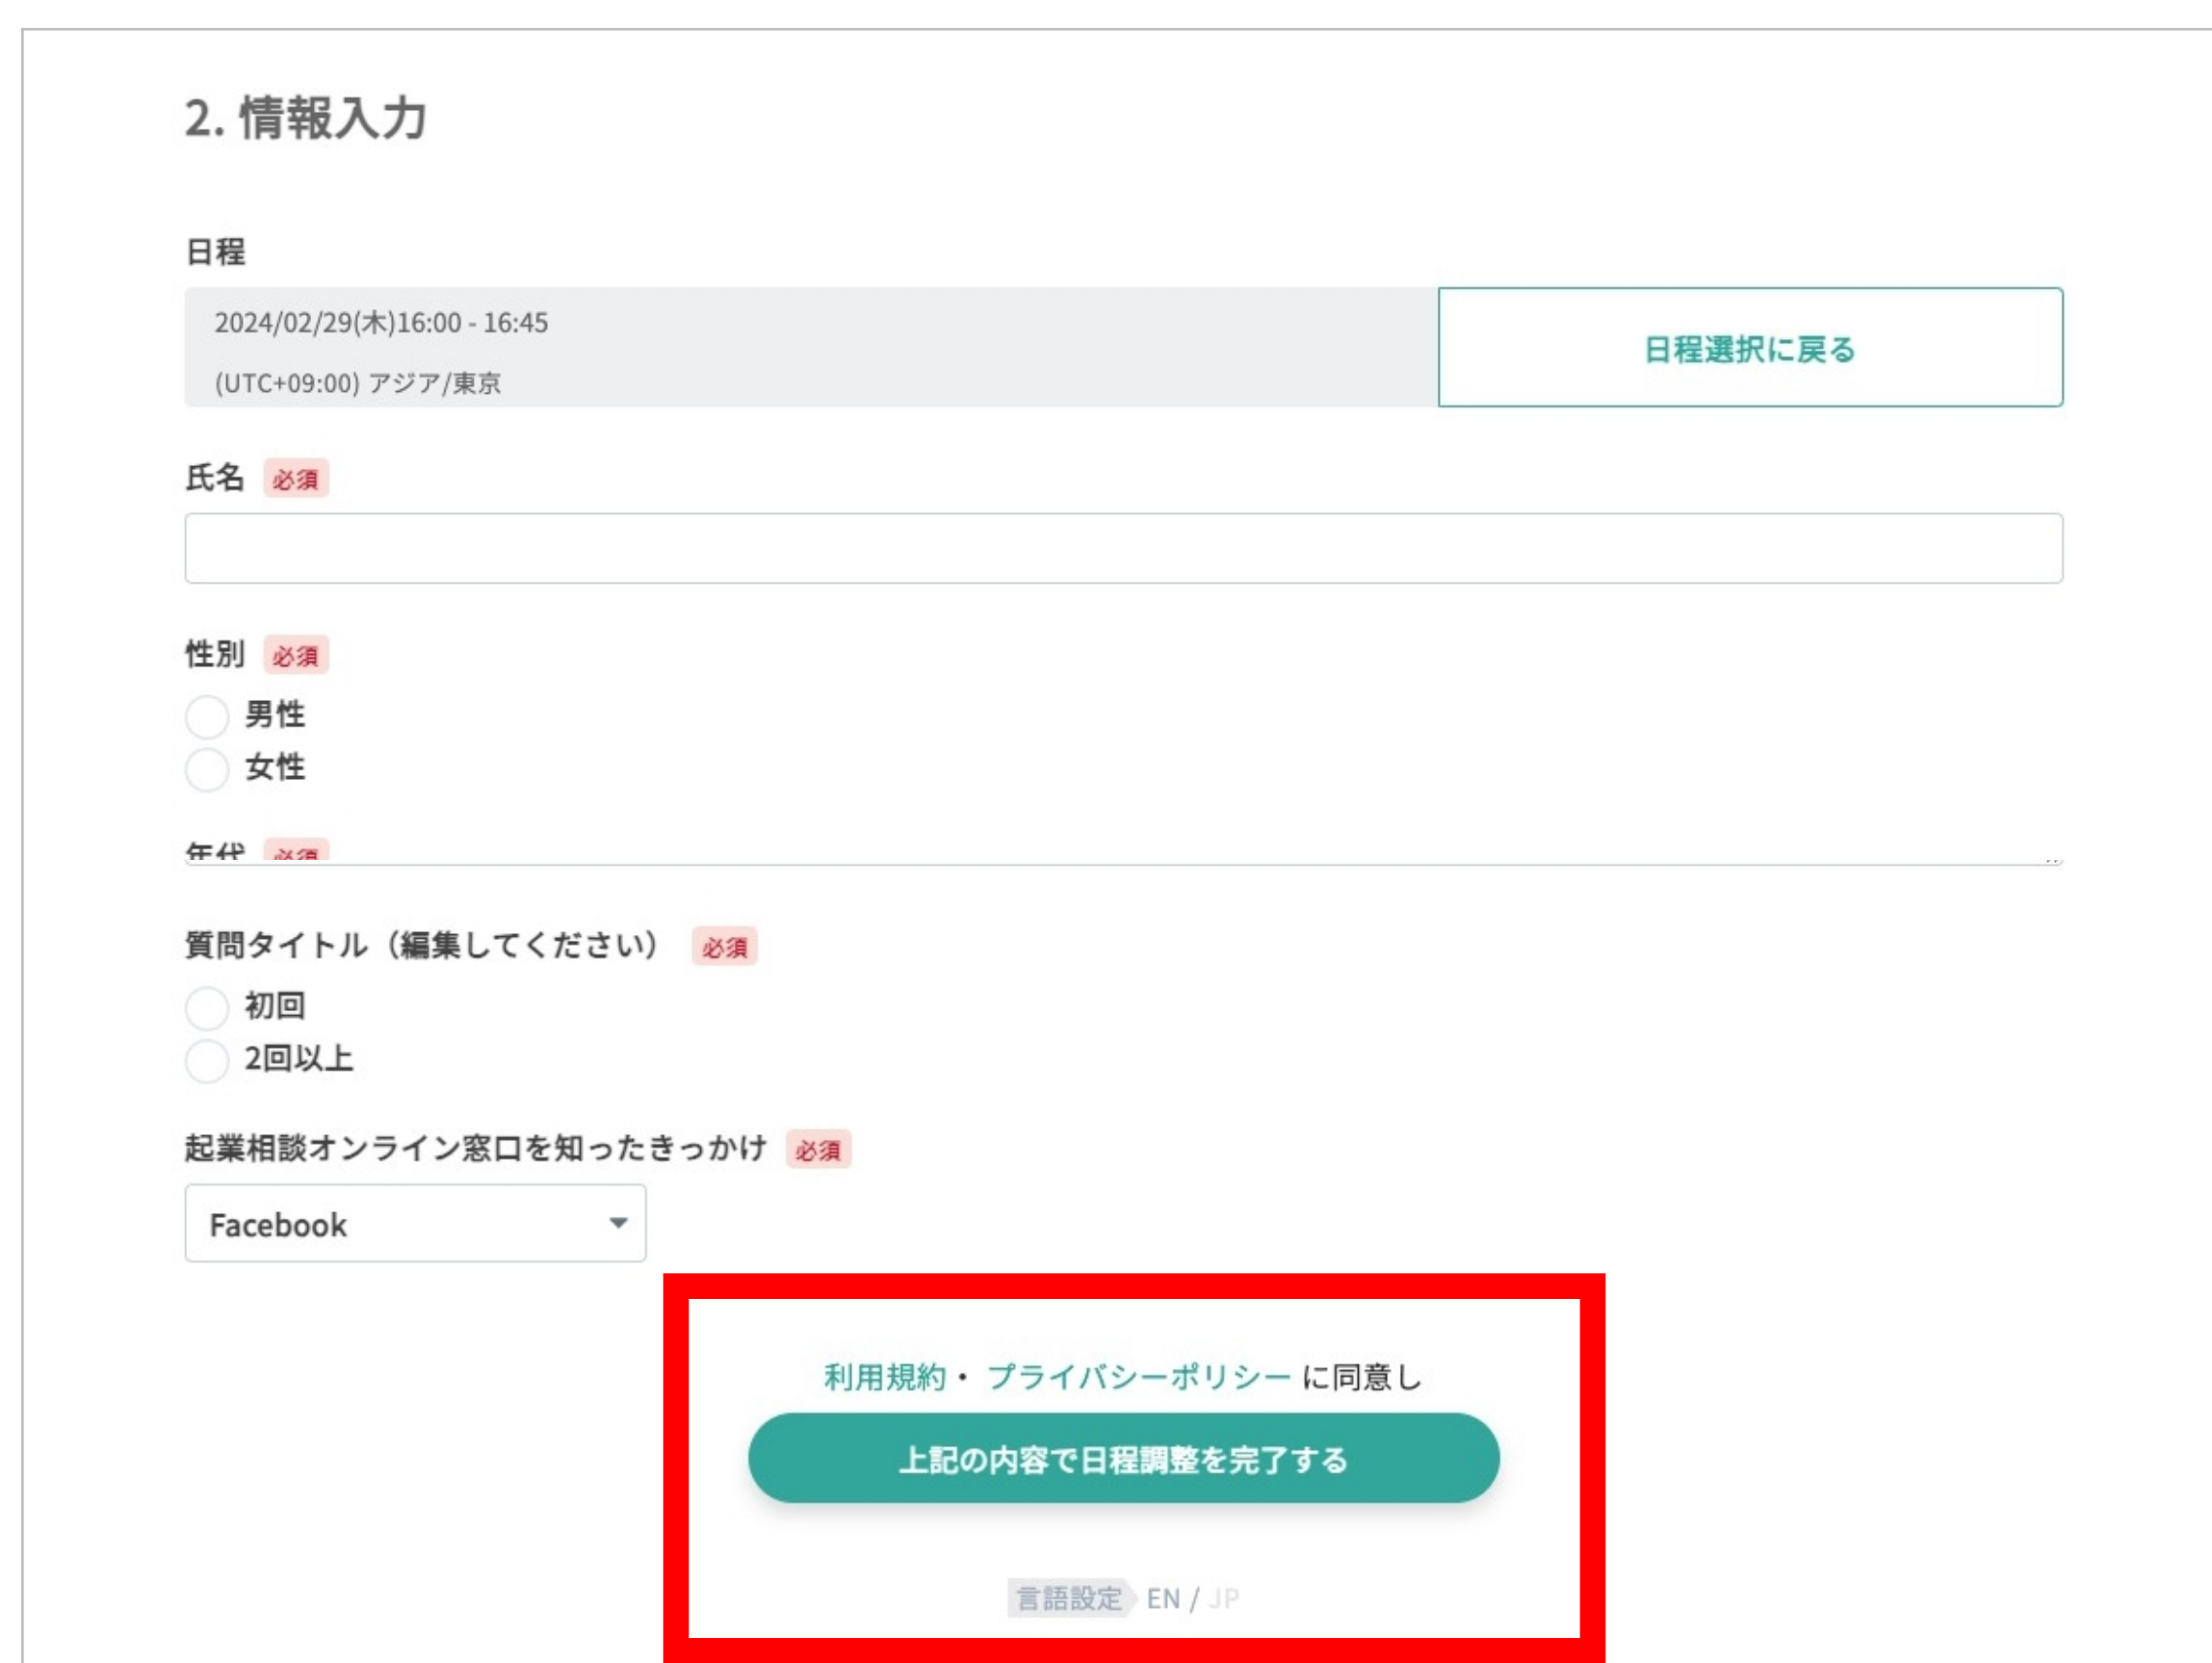 2. 情報入力
日程
2024/02/29(木)16:00 - 16:45
(UTC+09:00) アジア/東京
日程選択に戻る
氏名 必須
性別 必須
男性
女性
年代 必須
質問タイトル（編集してください） 必須
初回
2回以上
起業相談オンライン窓口を知ったきっかけ 必須
Facebook
利用規約・ プライバシーポリシー に同意し
上記の内容で日程調整を完了する
言語設定 EN / JP